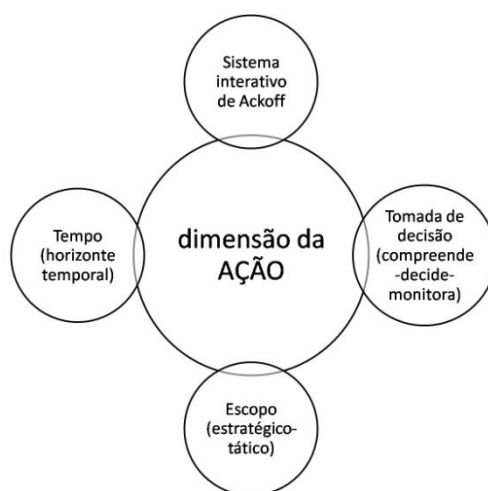 Sistema
interativo
de Ackoff
Tempo
(horizonte
temporal)
dimensão da
AÇÃO
Tomada de
decisão
(compreende
-decide-
monitora)
Escopo
(estratégico-
tático)